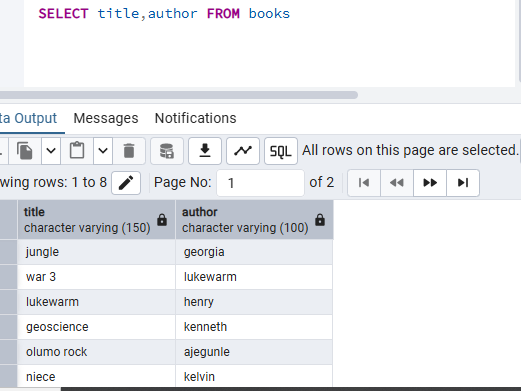 SELECT title,author FROM books
ta Output Messages Notifications
SQL All rows on this page are selected.
wing rows: 1 to 8 Page No: 1 of 2
title author
character varying (150) character varying (100)
jungle georgia
war 3 lukewarm
lukewarm henry
geoscience kenneth
olumo rock ajegunle
niece kelvin